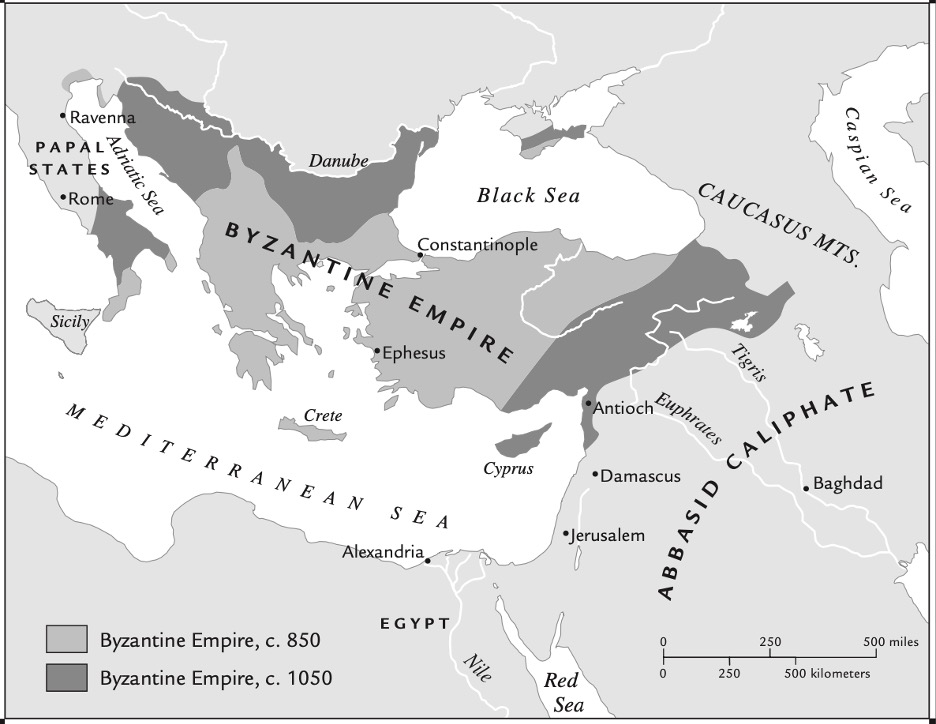 Ravenna
PAPAL
STATES
Adriatic Sea
Rome
Danube
Black Sea
Caspian Sea
CAUCASUS MTS.
BYZANTINE EMPIRE
Constantinople
Sicily
Ephesus
Tigris
Antioch
Euphrates
Crete
Cyprus
MEDITERRANEAN SEA
ABBASID CALIPHATE
Damascus
Baghdad
Jerusalem
Alexandria
EGYPT
Nile
Red
Sea
Byzantine Empire, c. 850
Byzantine Empire, c. 1050
0 250 500 miles
0 250 500 kilometers